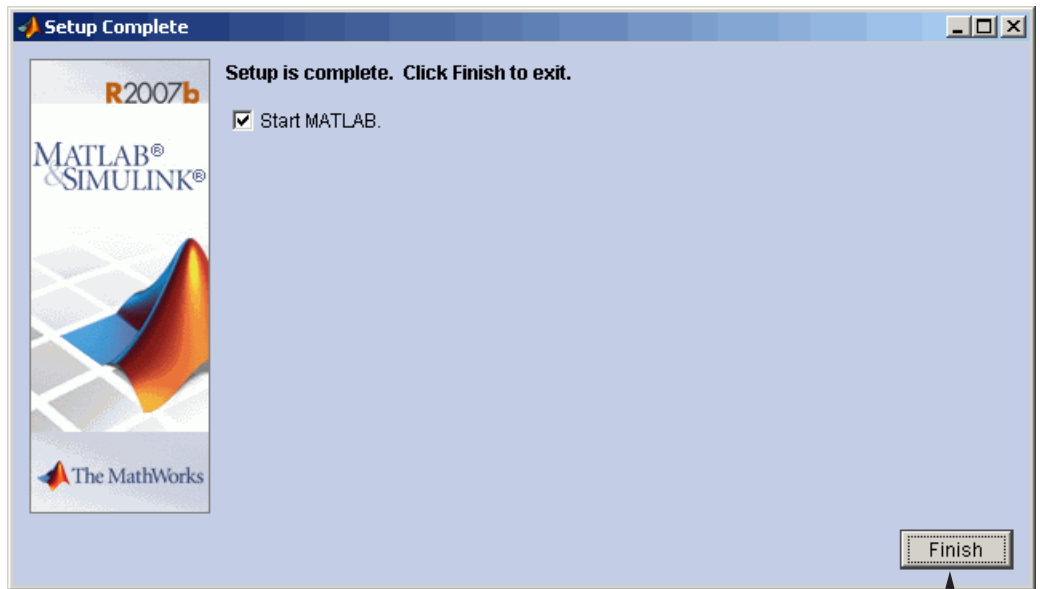 Setup Complete
R2007b
MATLAB®
&SIMULINK®
The MathWorks
Setup is complete. Click Finish to exit.
Start MATLAB.
Finish